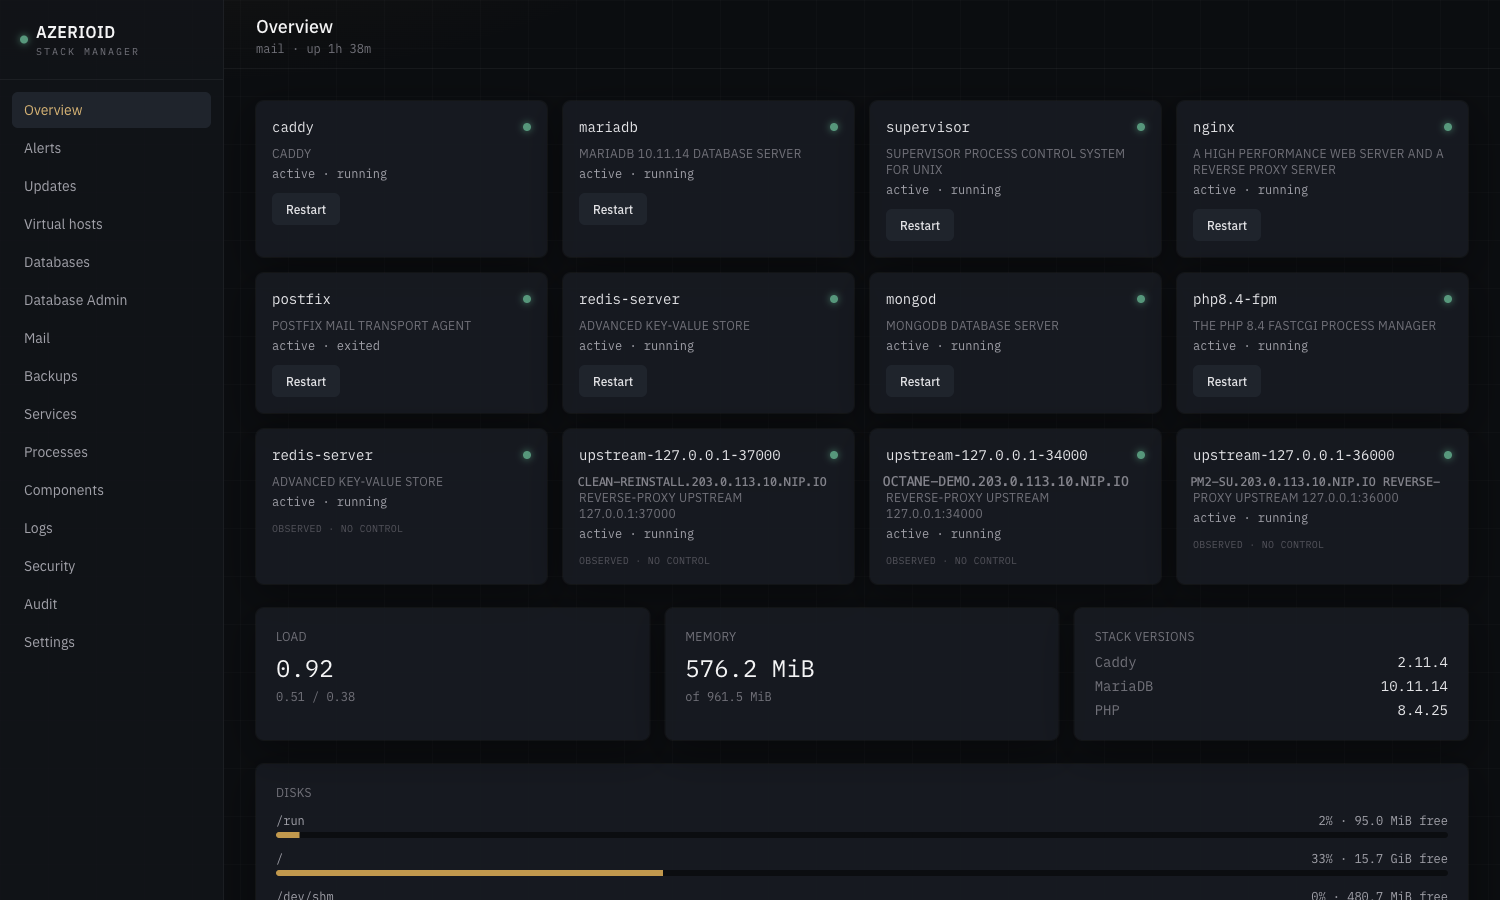 AZERIOID
STACK MANAGER
Overview
Alerts
Updates
Virtual hosts
Databases
Database Admin
Mail
Backups
Services
Processes
Components
Logs
Security
Audit
Settings
Overview
mail · up 1h 38m
caddy
CADDY
active · running
Restart
mariadb
MARIADB 10.11.14 DATABASE SERVER
active · running
Restart
supervisor
SUPERVISOR PROCESS CONTROL SYSTEM
FOR UNIX
active · running
Restart
nginx
A HIGH PERFORMANCE WEB SERVER AND A
REVERSE PROXY SERVER
active · running
Restart
postfix
POSTFIX MAIL TRANSPORT AGENT
active · exited
Restart
redis-server
ADVANCED KEY-VALUE STORE
active · running
Restart
mongod
MONGODB DATABASE SERVER
active · running
Restart
php8.4-fpm
THE PHP 8.4 FASTCGI PROCESS MANAGER
active · running
Restart
redis-server
ADVANCED KEY-VALUE STORE
active · running
OBSERVED · NO CONTROL
upstream-127.0.0.1-37000
CLEAN-REINSTALL.203.0.113.10.NIP.IO
REVERSE-PROXY UPSTREAM
127.0.0.1:37000
active · running
OBSERVED · NO CONTROL
upstream-127.0.0.1-34000
OCTANE-DEMO.203.0.113.10.NIP.IO
REVERSE-PROXY UPSTREAM
127.0.0.1:34000
active · running
OBSERVED · NO CONTROL
upstream-127.0.0.1-36000
PM2-SU.203.0.113.10.NIP.IO REVERSE-
PROXY UPSTREAM 127.0.0.1:36000
active · running
OBSERVED · NO CONTROL
LOAD
0.92
0.51 / 0.38
MEMORY
576.2 MiB
of 961.5 MiB
STACK VERSIONS
Caddy 2.11.4
MariaDB 10.11.14
PHP 8.4.25
DISKS
/run 2% · 95.0 MiB free
/ 33% · 15.7 GiB free
/dev/shm 0% · 480.7 MiB free